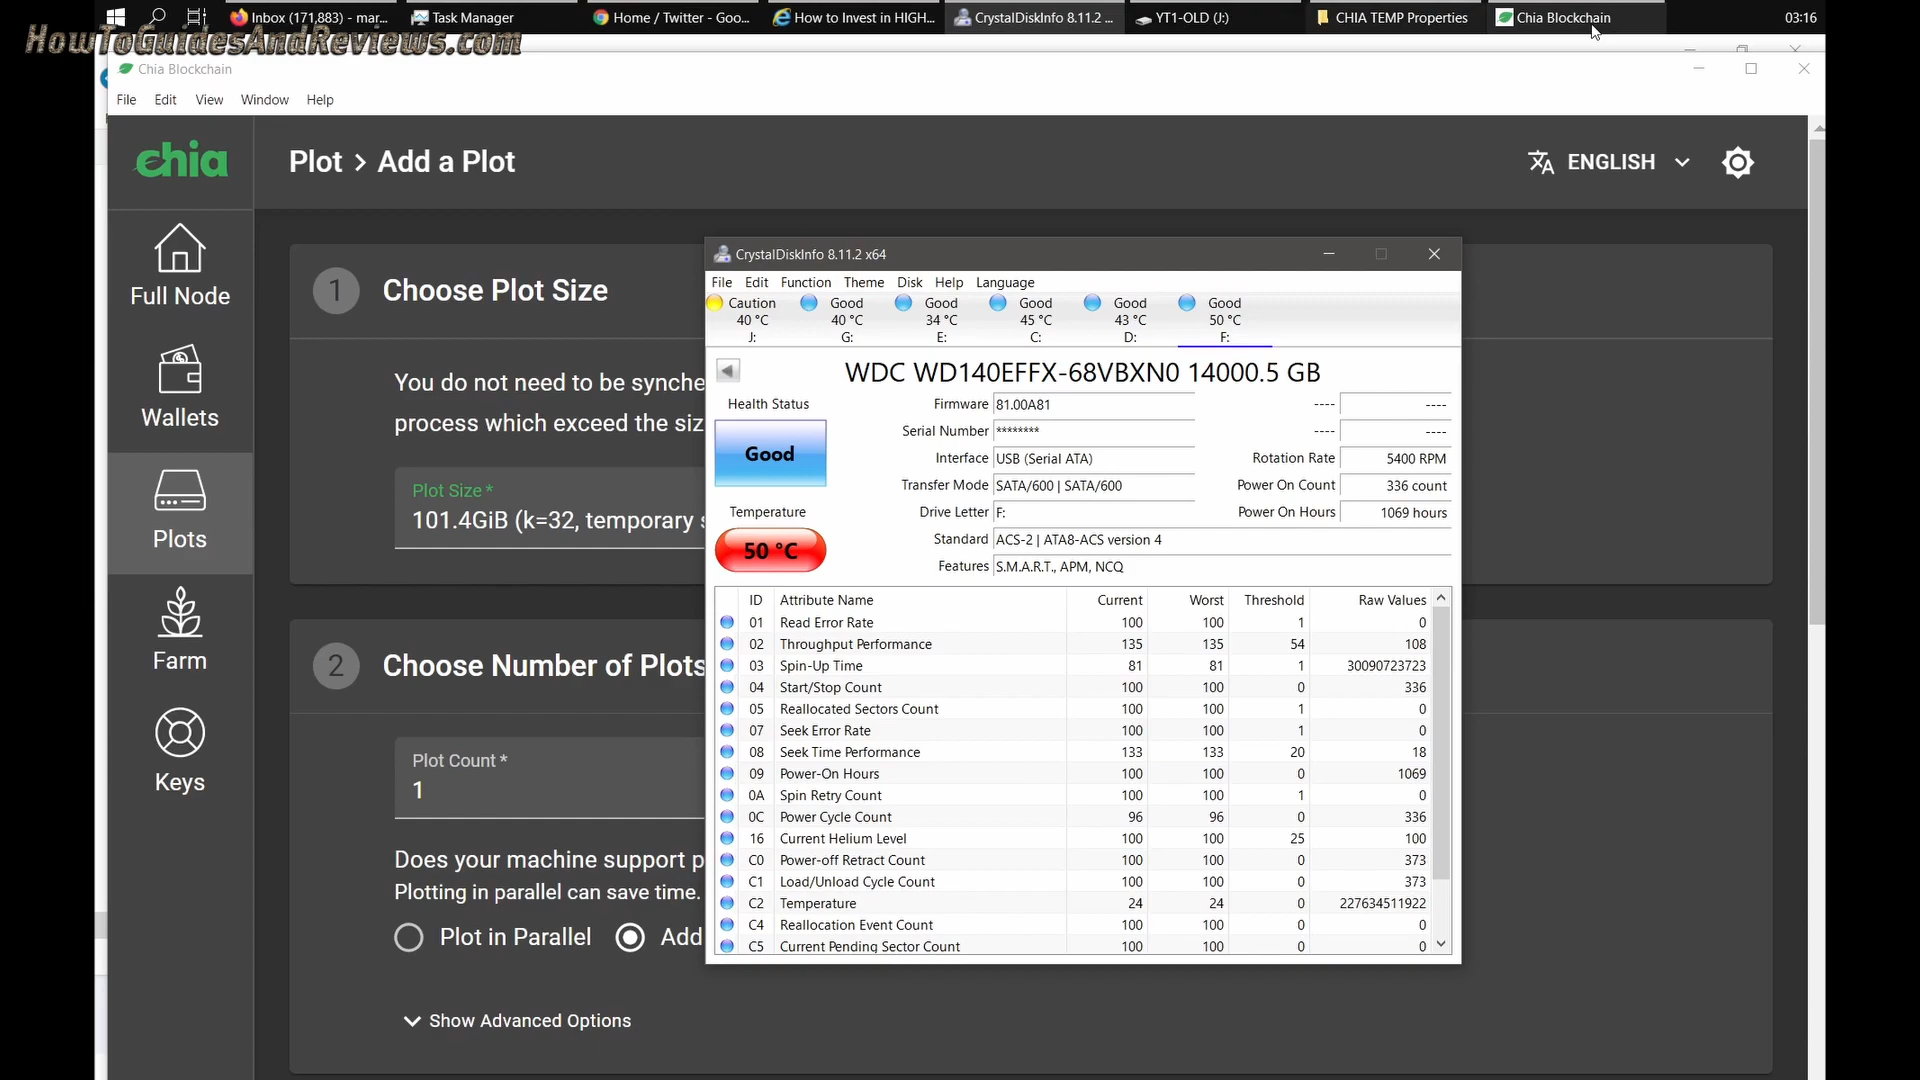 Inbox (171,883) - mar...
Task Manager
Home / Twitter - Goo...
How to Invest in HIGH...
CrystalDiskInfo 8.11.2 ...
YT1-OLD (J:)
CHIA TEMP Properties
Chia Blockchain
03:16
HowToGuidesAndReviews.com
Chia Blockchain
File Edit View Window Help
chia
Plot > Add a Plot
ENGLISH
Full Node
Wallets
Plots
Farm
Keys
1 Choose Plot Size
You do not need to be synche
process which exceed the siz
Plot Size *
101.4GiB (k=32, temporary s
2 Choose Number of Plots
Plot Count *
1
Does your machine support p
Plotting in parallel can save time.
Plot in Parallel Add
Show Advanced Options
CrystalDiskInfo 8.11.2 x64
File Edit Function Theme Disk Help Language
Caution Good Good Good Good Good
40 °C 40 °C 34 °C 45 °C 43 °C 50 °C
J: G: E: C: D: F:
WDC WD140EFFX-68VBXN0 14000.5 GB
Health Status
Good
Temperature
50 °C
Firmware 81.00A81 ---- ----
Serial Number ******** ---- ----
Interface USB (Serial ATA) Rotation Rate 5400 RPM
Transfer Mode SATA/600 | SATA/600 Power On Count 336 count
Drive Letter F: Power On Hours 1069 hours
Standard ACS-2 | ATA8-ACS version 4
Features S.M.A.R.T., APM, NCQ
ID Attribute Name Current Worst Threshold Raw Values
01 Read Error Rate 100 100 1 0
02 Throughput Performance 135 135 54 108
03 Spin-Up Time 81 81 1 30090723723
04 Start/Stop Count 100 100 0 336
05 Reallocated Sectors Count 100 100 1 0
07 Seek Error Rate 100 100 1 0
08 Seek Time Performance 133 133 20 18
09 Power-On Hours 100 100 0 1069
0A Spin Retry Count 100 100 1 0
0C Power Cycle Count 96 96 0 336
16 Current Helium Level 100 100 25 100
C0 Power-off Retract Count 100 100 0 373
C1 Load/Unload Cycle Count 100 100 0 373
C2 Temperature 24 24 0 227634511922
C4 Reallocation Event Count 100 100 0 0
C5 Current Pending Sector Count 100 100 0 0